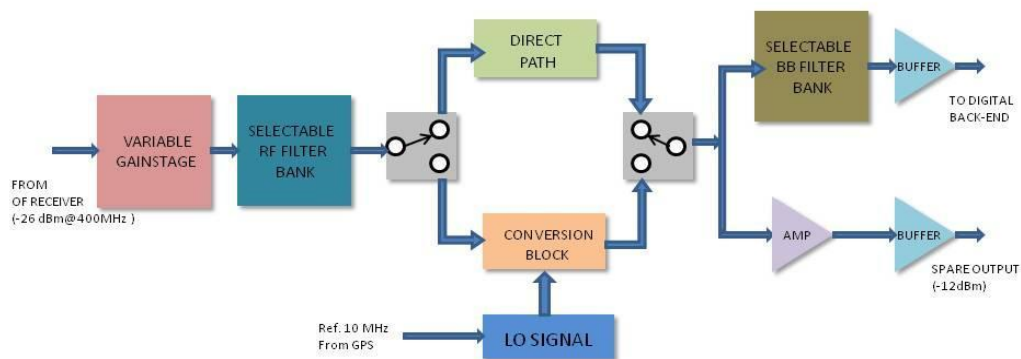 FROM
OF RECEIVER
(-26 dBm@400MHz )
VARIABLE
GAINSTAGE
SELECTABLE
RF FILTER
BANK
DIRECT
PATH
CONVERSION
BLOCK
Ref. 10 MHz
From GPS
LO SIGNAL
SELECTABLE
BB FILTER
BANK
BUFFER
TO DIGITAL
BACK-END
AMP
BUFFER
SPARE OUTPUT
(-12dBm)